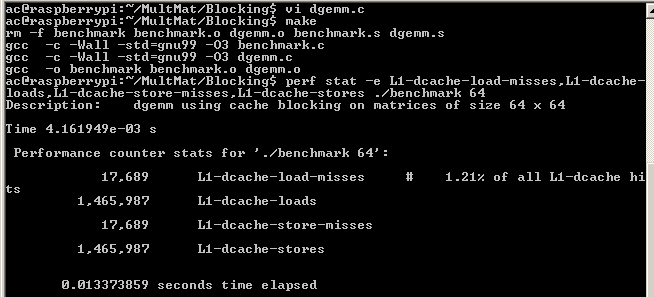 ac@raspberrypi:~/MultMat/Blocking$ vi dgemm.c
ac@raspberrypi:~/MultMat/Blocking$ make
rm -f benchmark benchmark.o dgemm.o benchmark.s dgemm.s
gcc  -c -Wall -std=gnu99 -O3 benchmark.c
gcc  -c -Wall -std=gnu99 -O3 dgemm.c
gcc  -o benchmark benchmark.o dgemm.o
ac@raspberrypi:~/MultMat/Blocking$ perf stat -e L1-dcache-load-misses,L1-dcache-
loads,L1-dcache-store-misses,L1-dcache-stores ./benchmark 64
Description:    dgemm using cache blocking on matrices of size 64 x 64
Time 4.161949e-03 s
Performance counter stats for './benchmark 64':
17,689      L1-dcache-load-misses     #    1.21% of all L1-dcache hi
ts
1,465,987      L1-dcache-loads
17,689      L1-dcache-store-misses
1,465,987      L1-dcache-stores
0.013373859 seconds time elapsed